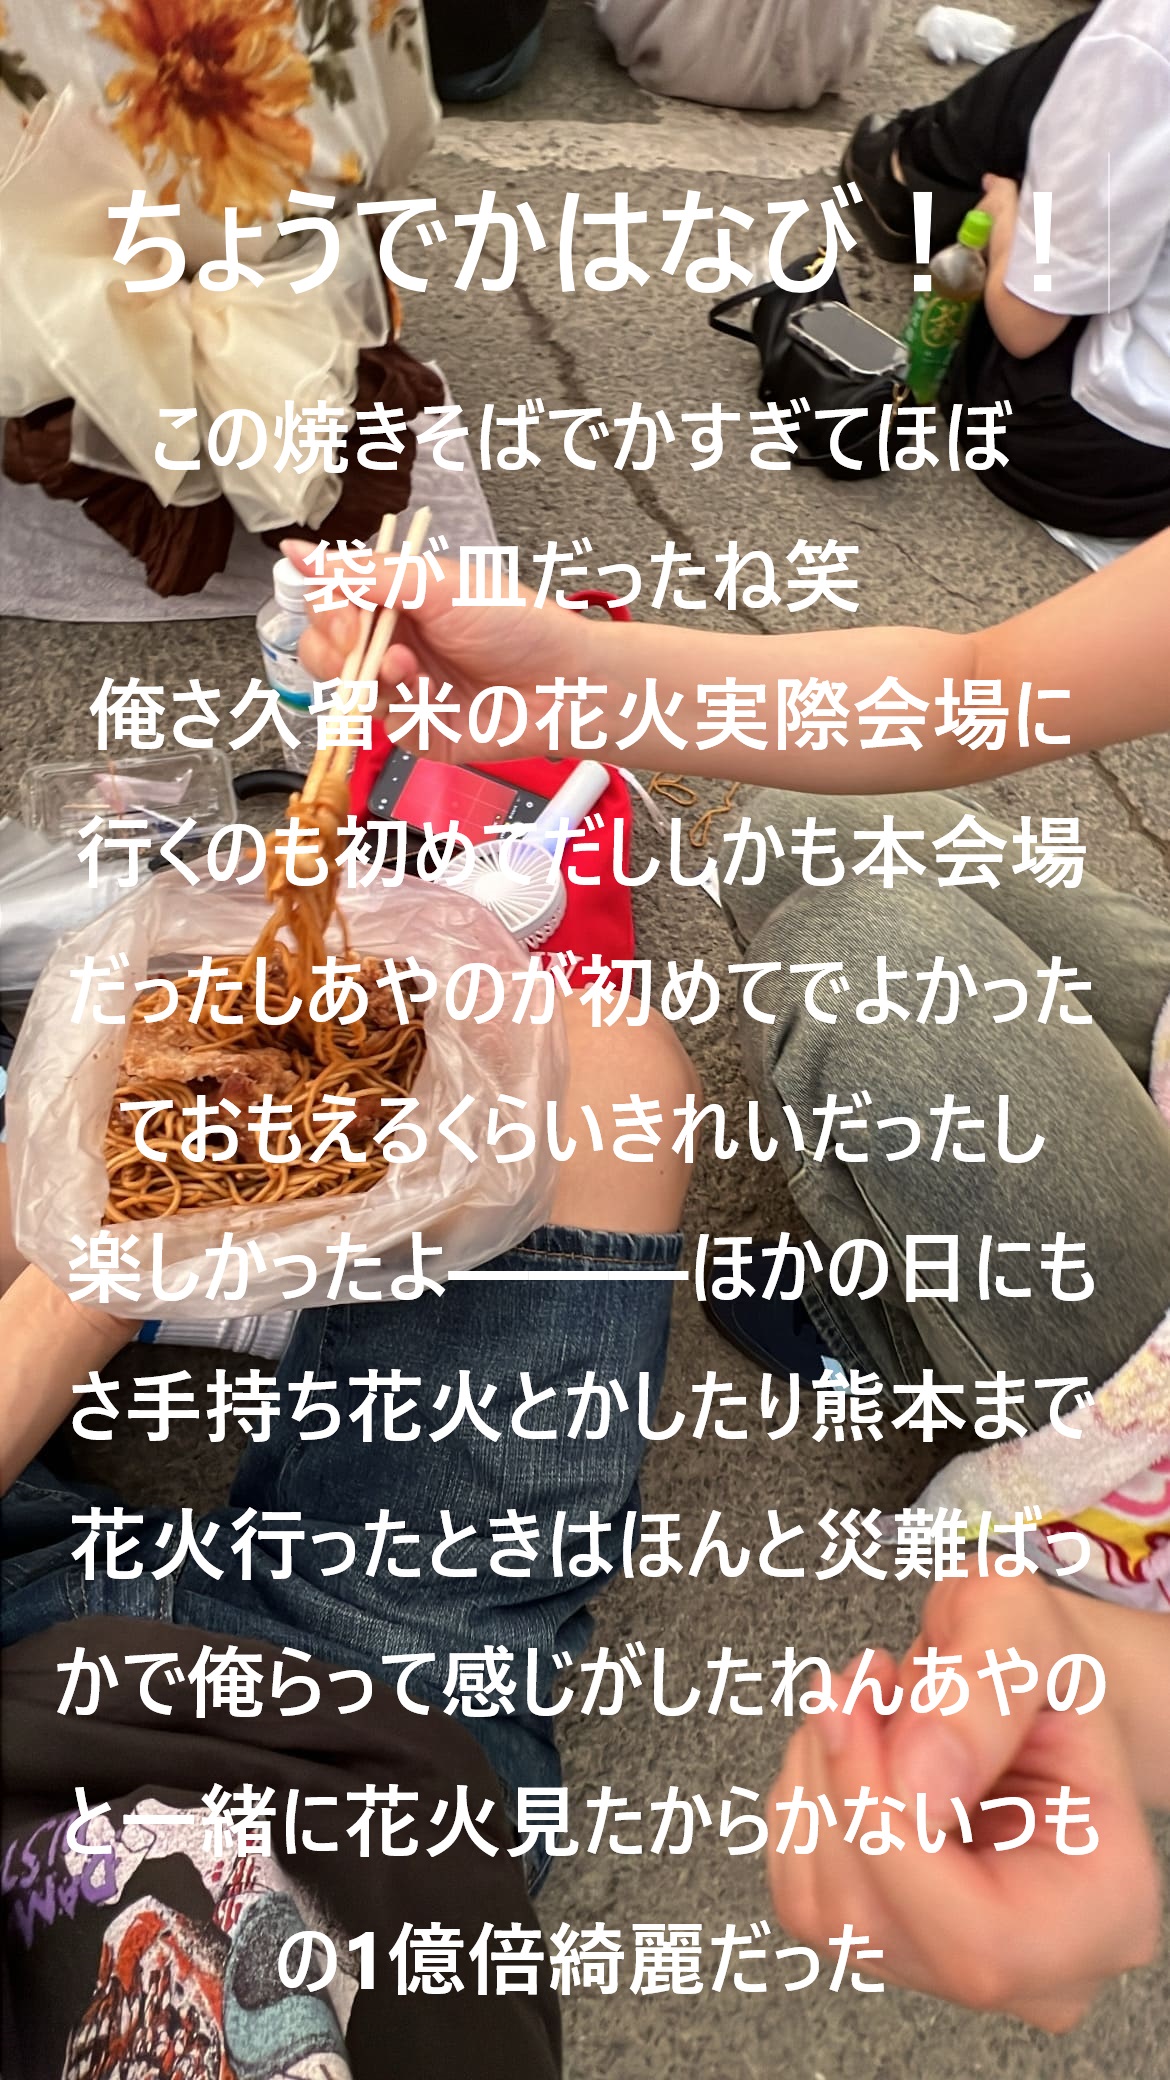 ちょうでかはなび！！
この焼きそばでかすぎてほぼ
袋が皿だったね笑
俺さ久留米の花火実際会場に
行くのも初めてだししかも本会場
だったしあやのが初めてでよかった
ておもえるくらいきれいだったし
楽しかったよ———ほかの日にも
さ手持ち花火とかしたり熊本まで
花火行ったときはほんと災難ばっ
かで俺らって感じがしたねんあやの
と一緒に花火見たからかないつも
の1億倍綺麗だった
茶